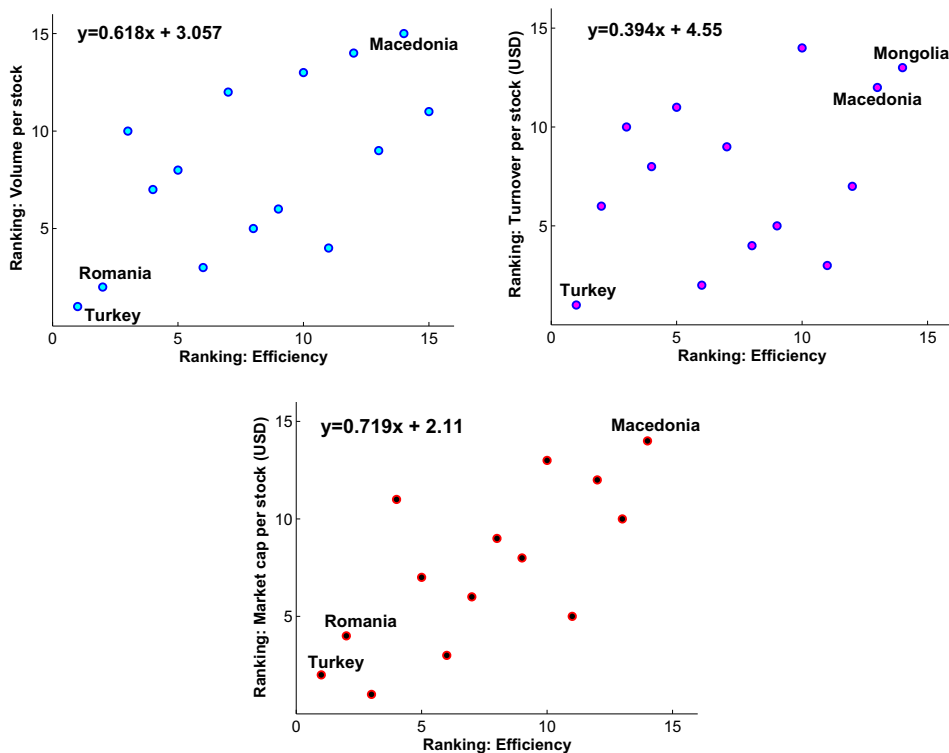 y=0.618x + 3.057
Macedonia
Romania
Turkey
Ranking: Volume per stock
15
10
5
0
5
10
15
Ranking: Efficiency
y=0.394x + 4.55
Mongolia
Macedonia
Turkey
Ranking: Turnover per stock (USD)
15
10
5
0
5
10
15
Ranking: Efficiency
y=0.719x + 2.11
Macedonia
Romania
Turkey
Ranking: Market cap per stock (USD)
15
10
5
0
5
10
15
Ranking: Efficiency